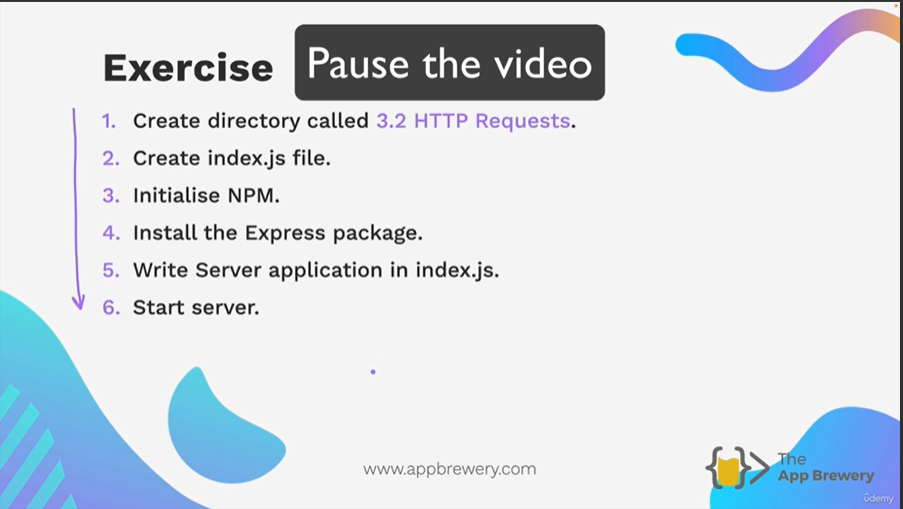 Exercise
Pause the video
1. Create directory called 3.2 HTTP Requests.
2. Create index.js file.
3. Initialise NPM.
4. Install the Express package.
5. Write Server application in index.js.
6. Start server.
www.appbrewery.com
The
App Brewery
ûdemy